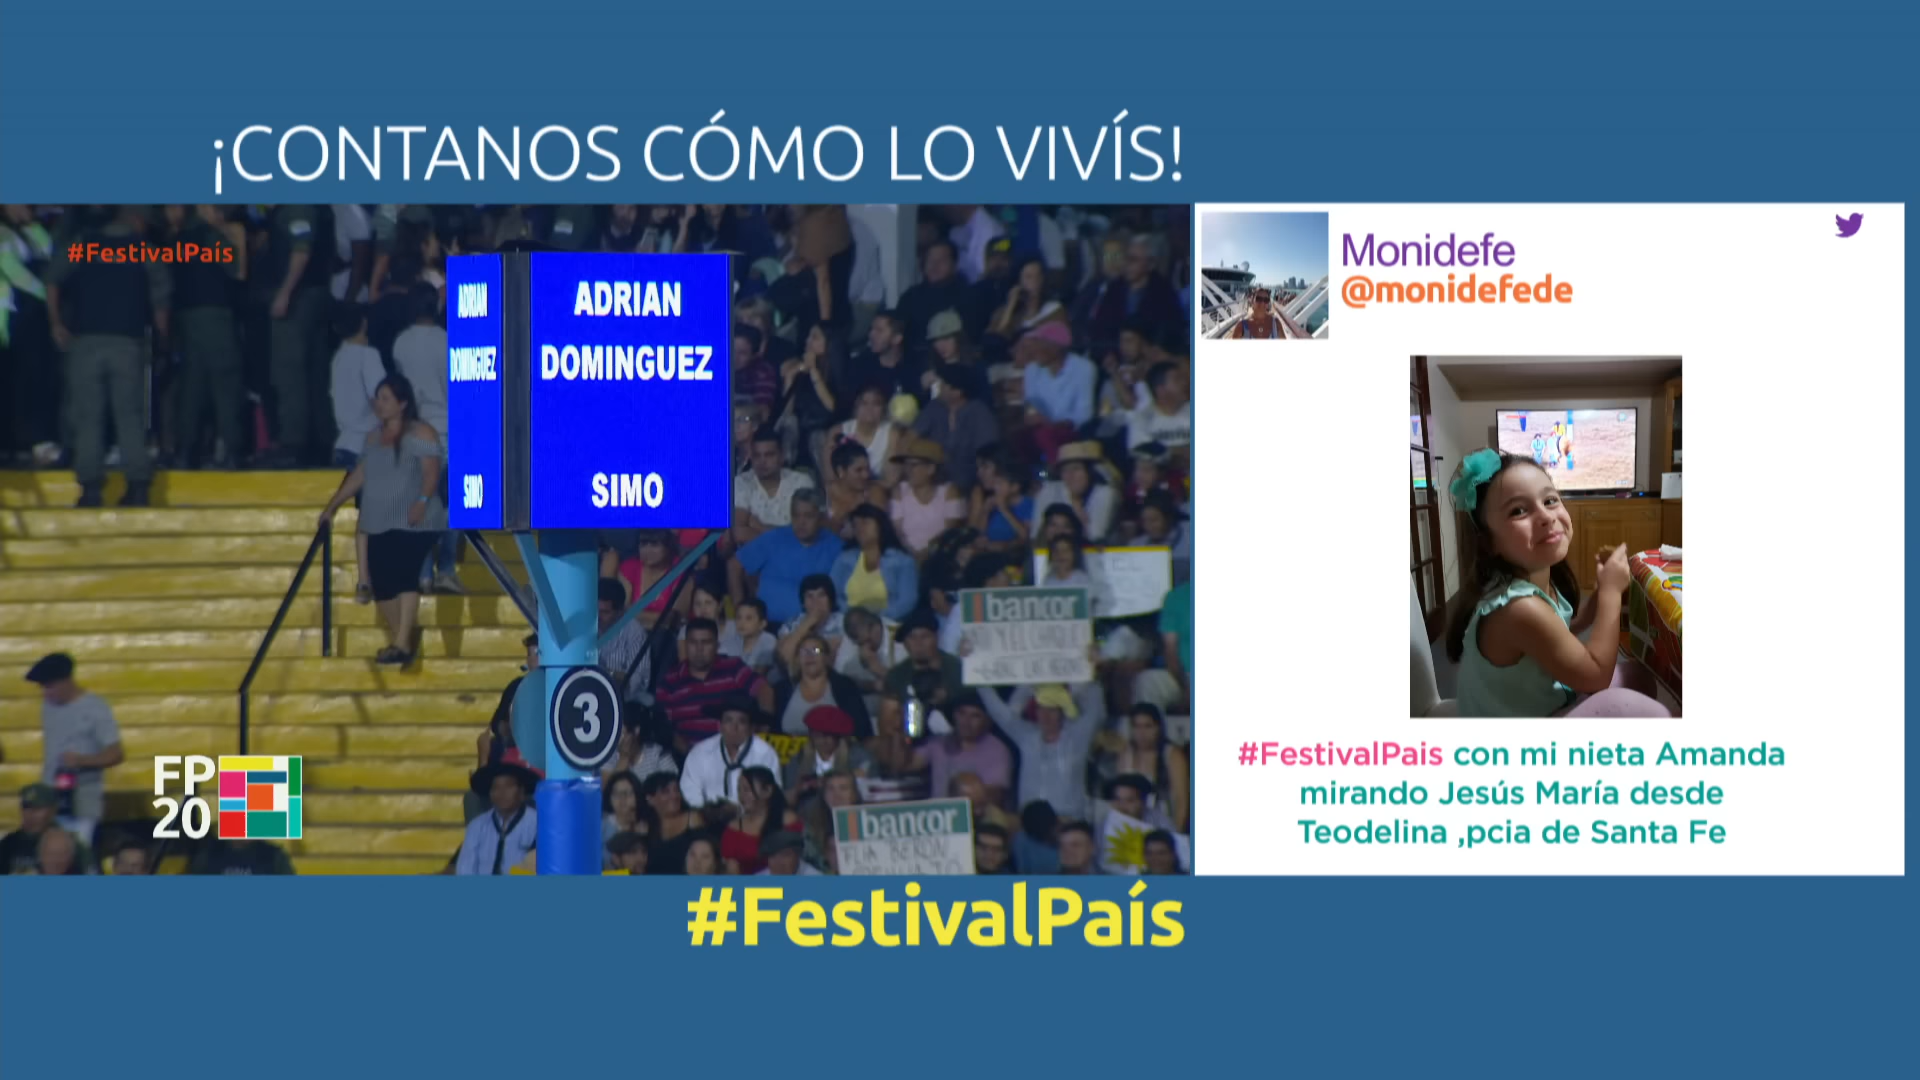 ¡CONTANOS CÓMO LO VIVÍS!
#FestivalPaís
ADRIAN
DOMINGUEZ
SIMO
ADRIAN
DOMINGUEZ
SIMO
3
bancor
bancor
FP
20
Monidefe
@monidefede
#FestivalPais con mi nieta Amanda
mirando Jesús María desde
Teodelina ,pcia de Santa Fe
#FestivalPaís